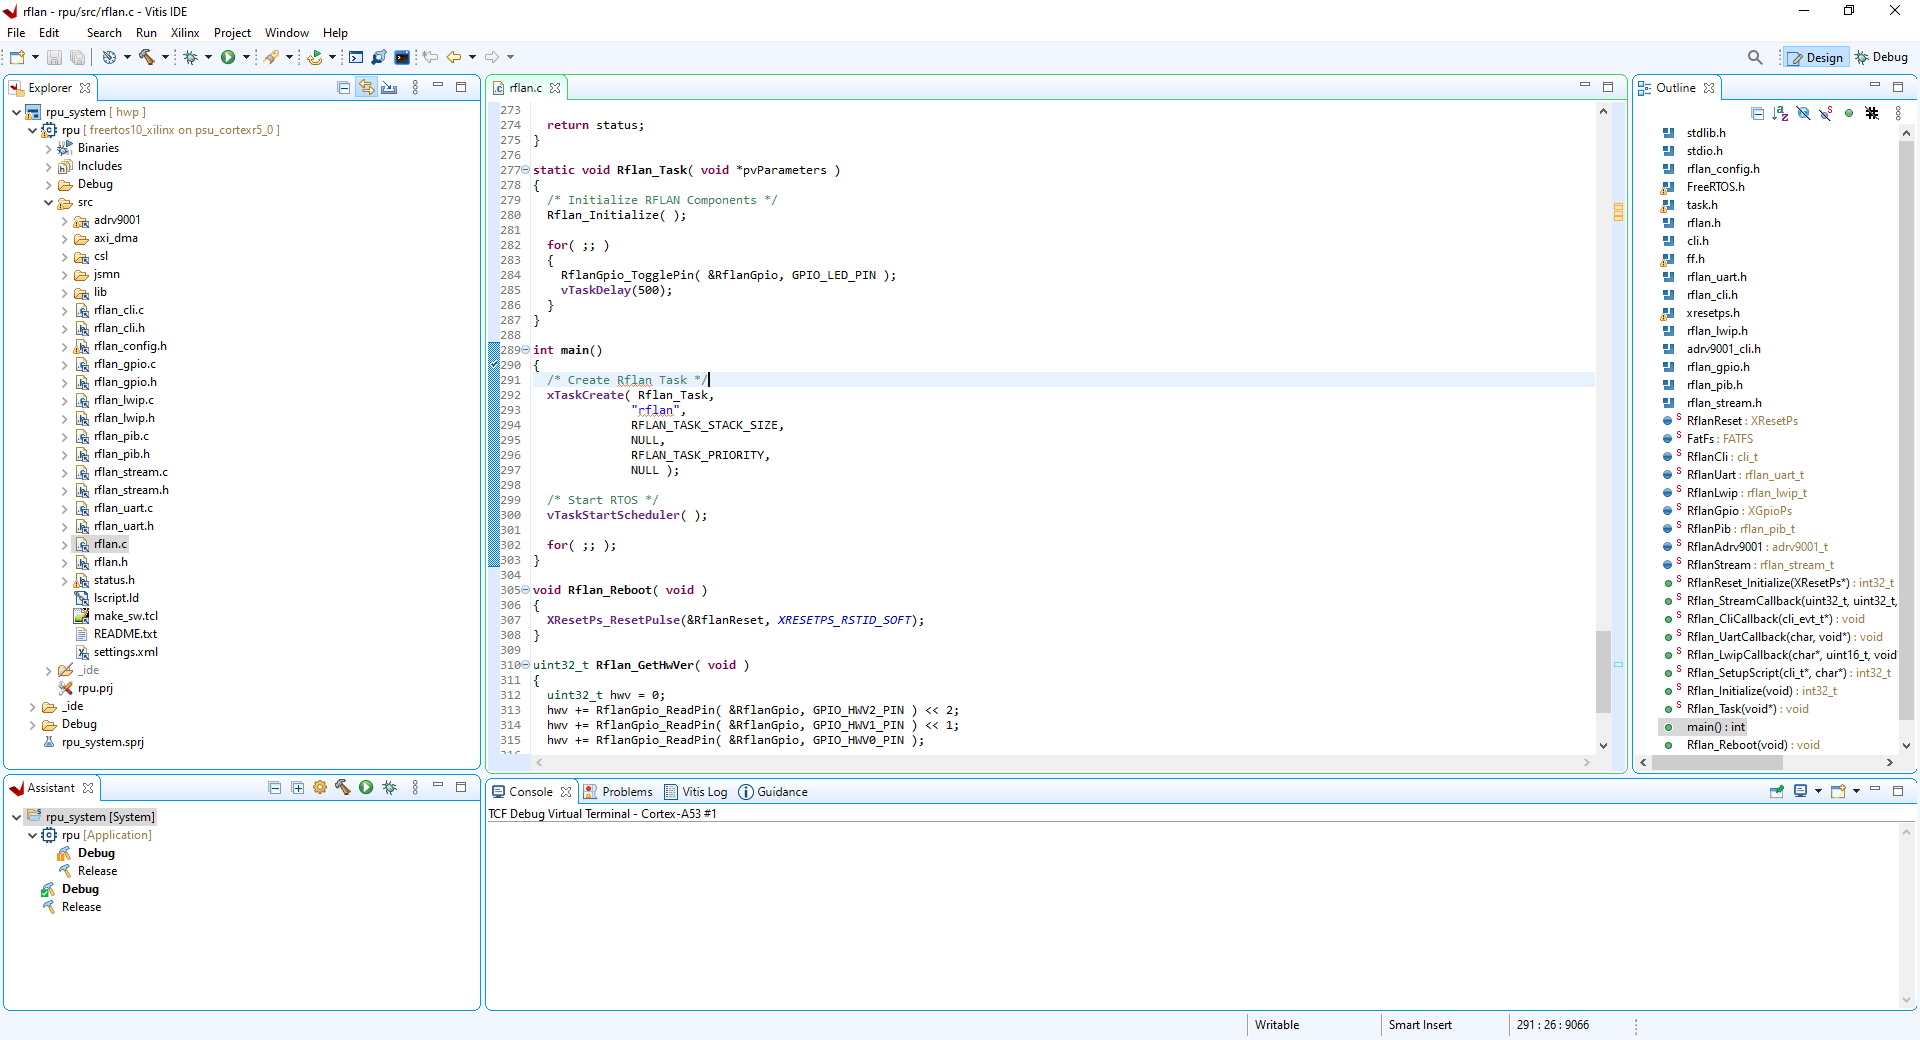 rflan - rpu/src/rflan.c - Vitis IDE
File Edit Search Run Xilinx Project Window Help
Design Debug
Explorer
rpu_system [ hwp ]
rpu [ freertos10_xilinx on psu_cortexr5_0 ]
Binaries
Includes
Debug
src
adrv9001
axi_dma
csl
jsmn
lib
rflan_cli.c
rflan_cli.h
rflan_config.h
rflan_gpio.c
rflan_gpio.h
rflan_lwip.c
rflan_lwip.h
rflan_pib.c
rflan_pib.h
rflan_stream.c
rflan_stream.h
rflan_uart.c
rflan_uart.h
rflan.c
rflan.h
status.h
lscript.ld
make_sw.tcl
README.txt
settings.xml
_ide
rpu.prj
_ide
Debug
rpu_system.sprj
rflan.c
273
274 return status;
275 }
276
277 static void Rflan_Task( void *pvParameters )
278 {
279 /* Initialize RFLAN Components */
280 Rflan_Initialize( );
281
282 for( ;; )
283 {
284 RflanGpio_TogglePin( &RflanGpio, GPIO_LED_PIN );
285 vTaskDelay(500);
286 }
287 }
288
289 int main()
290 {
291 /* Create Rflan Task */
292 xTaskCreate( Rflan_Task,
293 "rflan",
294 RFLAN_TASK_STACK_SIZE,
295 NULL,
296 RFLAN_TASK_PRIORITY,
297 NULL );
298
299 /* Start RTOS */
300 vTaskStartScheduler( );
301
302 for( ;; );
303 }
304
305 void Rflan_Reboot( void )
306 {
307 XResetPs_ResetPulse(&RflanReset, XRESETPS_RSTID_SOFT);
308 }
309
310 uint32_t Rflan_GetHwVer( void )
311 {
312 uint32_t hwv = 0;
313 hwv += RflanGpio_ReadPin( &RflanGpio, GPIO_HWV2_PIN ) << 2;
314 hwv += RflanGpio_ReadPin( &RflanGpio, GPIO_HWV1_PIN ) << 1;
315 hwv += RflanGpio_ReadPin( &RflanGpio, GPIO_HWV0_PIN );
Outline
stdlib.h
stdio.h
rflan_config.h
FreeRTOS.h
task.h
rflan.h
cli.h
ff.h
rflan_uart.h
rflan_cli.h
xresetps.h
rflan_lwip.h
adrv9001_cli.h
rflan_gpio.h
rflan_pib.h
rflan_stream.h
RflanReset : XResetPs
FatFs : FATFS
RflanCli : cli_t
RflanUart : rflan_uart_t
RflanLwip : rflan_lwip_t
RflanGpio : XGpioPs
RflanPib : rflan_pib_t
RflanAdrv9001 : adrv9001_t
RflanStream : rflan_stream_t
RflanReset_Initialize(XResetPs*) : int32_t
Rflan_StreamCallback(uint32_t, uint32_t,
Rflan_CliCallback(cli_evt_t*) : void
Rflan_UartCallback(char, void*) : void
Rflan_LwipCallback(char*, uint16_t, void
Rflan_SetupScript(cli_t*, char*) : int32_t
Rflan_Initialize(void) : int32_t
Rflan_Task(void*) : void
main() : int
Rflan_Reboot(void) : void
Assistant
rpu_system [System]
rpu [Application]
Debug
Release
Debug
Release
Console Problems Vitis Log Guidance
TCF Debug Virtual Terminal - Cortex-A53 #1
Writable Smart Insert 291 : 26 : 9066